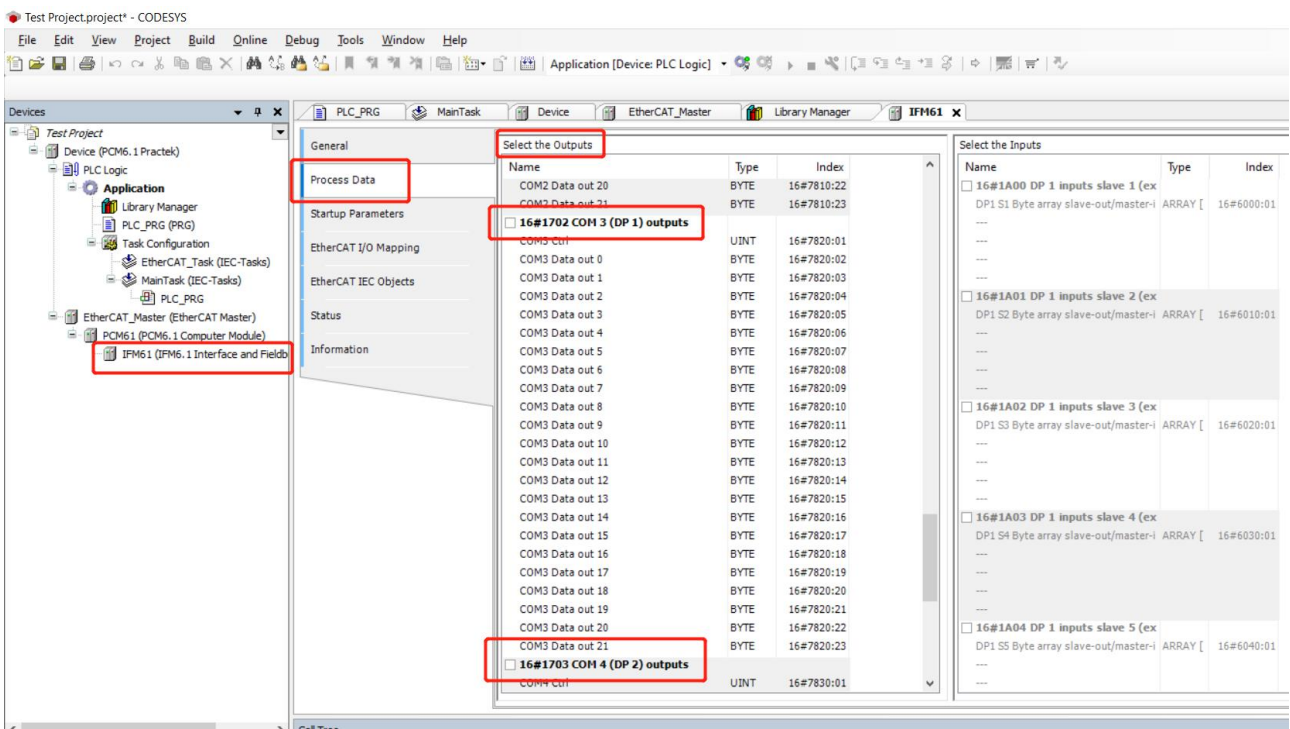 Test Project.project* - CODESYS
File Edit View Project Build Online Debug Tools Window Help
Application [Device: PLC Logic]
Devices
Test Project
Device (PCM6.1 Practek)
PLC Logic
Application
Library Manager
PLC_PRG (PRG)
Task Configuration
EtherCAT_Task (IEC-Tasks)
MainTask (IEC-Tasks)
PLC_PRG
EtherCAT_Master (EtherCAT Master)
PCM61 (PCM6.1 Computer Module)
IFM61 (IFM6.1 Interface and Fieldb
PLC_PRG MainTask Device EtherCAT_Master Library Manager IFM61
General
Process Data
Startup Parameters
EtherCAT I/O Mapping
EtherCAT IEC Objects
Status
Information
Select the Outputs
Name Type Index
COM2 Data out 20 BYTE 16#7810:22
COM2 Data out 21 BYTE 16#7810:23
16#1702 COM 3 (DP 1) outputs
COM3 Ctrl UINT 16#7820:01
COM3 Data out 0 BYTE 16#7820:02
COM3 Data out 1 BYTE 16#7820:03
COM3 Data out 2 BYTE 16#7820:04
COM3 Data out 3 BYTE 16#7820:05
COM3 Data out 4 BYTE 16#7820:06
COM3 Data out 5 BYTE 16#7820:07
COM3 Data out 6 BYTE 16#7820:08
COM3 Data out 7 BYTE 16#7820:09
COM3 Data out 8 BYTE 16#7820:10
COM3 Data out 9 BYTE 16#7820:11
COM3 Data out 10 BYTE 16#7820:12
COM3 Data out 11 BYTE 16#7820:13
COM3 Data out 12 BYTE 16#7820:14
COM3 Data out 13 BYTE 16#7820:15
COM3 Data out 14 BYTE 16#7820:16
COM3 Data out 15 BYTE 16#7820:17
COM3 Data out 16 BYTE 16#7820:18
COM3 Data out 17 BYTE 16#7820:19
COM3 Data out 18 BYTE 16#7820:20
COM3 Data out 19 BYTE 16#7820:21
COM3 Data out 20 BYTE 16#7820:22
COM3 Data out 21 BYTE 16#7820:23
16#1703 COM 4 (DP 2) outputs
COM4 Ctrl UINT 16#7830:01
Select the Inputs
Name Type Index
16#1A00 DP 1 inputs slave 1 (ex
DP1 S1 Byte array slave-out/master-i ARRAY [ 16#6000:01
---
---
---
---
16#1A01 DP 1 inputs slave 2 (ex
DP1 S2 Byte array slave-out/master-i ARRAY [ 16#6010:01
---
---
---
---
16#1A02 DP 1 inputs slave 3 (ex
DP1 S3 Byte array slave-out/master-i ARRAY [ 16#6020:01
---
---
---
---
16#1A03 DP 1 inputs slave 4 (ex
DP1 S4 Byte array slave-out/master-i ARRAY [ 16#6030:01
---
---
---
---
16#1A04 DP 1 inputs slave 5 (ex
DP1 S5 Byte array slave-out/master-i ARRAY [ 16#6040:01
---
---
Call Tree